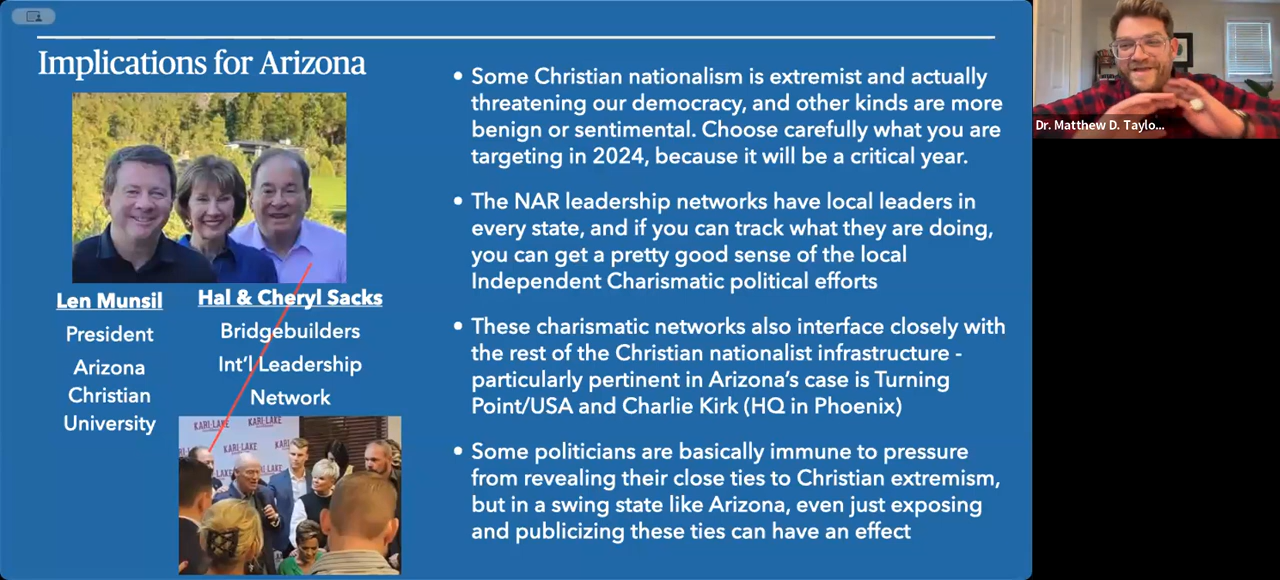 Implications for Arizona
Len Munsil
President
Arizona
Christian
University
Hal & Cheryl Sacks
Bridgebuilders
Int'l Leadership
Network
KARI LAKE
KARI LAKE
KARI LAKE
• Some Christian nationalism is extremist and actually
threatening our democracy, and other kinds are more
benign or sentimental. Choose carefully what you are
targeting in 2024, because it will be a critical year.
• The NAR leadership networks have local leaders in
every state, and if you can track what they are doing,
you can get a pretty good sense of the local
Independent Charismatic political efforts
• These charismatic networks also interface closely with
the rest of the Christian nationalist infrastructure -
particularly pertinent in Arizona's case is Turning
Point/USA and Charlie Kirk (HQ in Phoenix)
• Some politicians are basically immune to pressure
from revealing their close ties to Christian extremism,
but in a swing state like Arizona, even just exposing
and publicizing these ties can have an effect
Dr. Matthew D. Taylo...